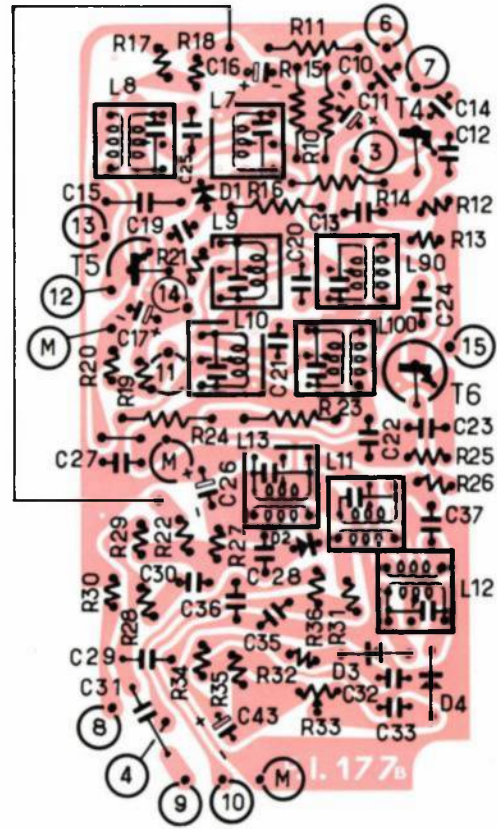 R17 R18 R11 6
C16 R15 C10 7
+ -
L8 L7 C11 + T4 C14
C25 R10 3 C12
C15 D1 R16 R14 R12
13 C19 L9 C13 R13
T5 R21 C20 L90
12 14 C24
M - + C17 L10 L100 15
R20 R19 11 C21 T6
R23
R24 L13 C22 C23
C27 M + C26 - L11 R25
R26
R29 R22 R27 D2 C37
R30 C30 C28 L12
R28 C36 C35 R36 R31
C29 R34 R35 R32 D3
C31 C32 D4
8 + C43 - R33 C33
4
9 10 M .I. 177B